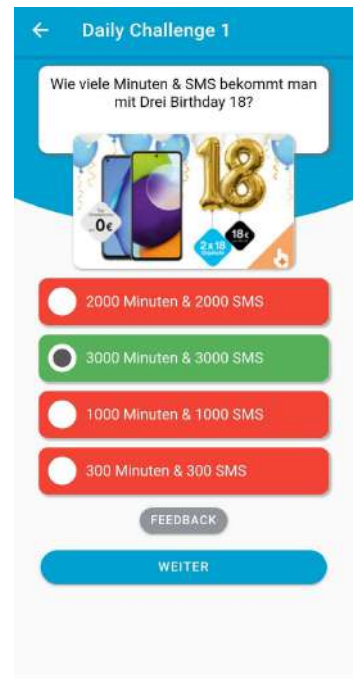 Daily Challenge 1
Wie viele Minuten & SMS bekommt man
mit Drei Birthday 18?
18
0€
18€
2x18
2000 Minuten & 2000 SMS
3000 Minuten & 3000 SMS
1000 Minuten & 1000 SMS
300 Minuten & 300 SMS
FEEDBACK
WEITER